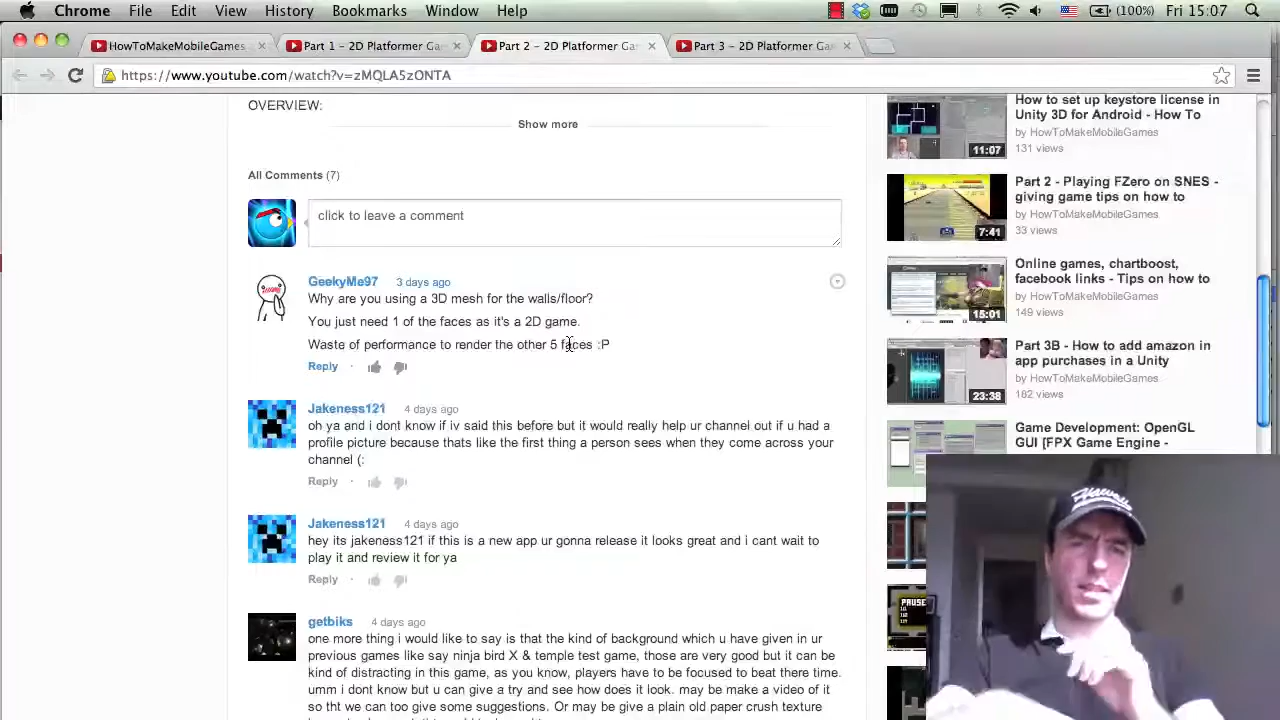 Chrome File Edit View History Bookmarks Window Help (100%) Fri 15:07
HowToMakeMobileGames Part 1 - 2D Platformer Ga Part 2 - 2D Platformer Ga Part 3 - 2D Platformer Ga
https://www.youtube.com/watch?v=zMQLA5zONTA
OVERVIEW:
Show more
All Comments (7)
click to leave a comment
GeekyMe97 3 days ago
Why are you using a 3D mesh for the walls/floor?
You just need 1 of the faces as it's a 2D game.
Waste of performance to render the other 5 faces :P
Reply
Jakeness121 4 days ago
oh ya and i dont know if iv said this before but it would really help ur channel out if u had a
profile picture because thats like the first thing a person sees when they come across your
channel (:
Reply
Jakeness121 4 days ago
hey its jakeness121 if this is a new app ur gonna release it looks great and i cant wait to
play it and review it for ya
Reply
getbiks 4 days ago
one more thing i would like to say is that the kind of background which u have given in ur
previous games like say nerdna bird X & temple test game, those are very good but it can be
kind of distracting in this game, as you know, players have to be focused to beat there time.
umm i dont know but u can give a try and see how does it look. may be make a video of it
so tht we can too give some suggestions. Or may be give a plain old paper crush texture
How to set up keystore license in
Unity 3D for Android - How To
by HowToMakeMobileGames
131 views
11:07
Part 2 - Playing FZero on SNES -
giving game tips on how to
by HowToMakeMobileGames
33 views
7:41
Online games, chartboost,
facebook links - Tips on how to
by HowToMakeMobileGames
149 views
15:01
Part 3B - How to add amazon in
app purchases in a Unity
by HowToMakeMobileGames
182 views
23:38
Game Development: OpenGL
GUI [FPX Game Engine -
PAUSE